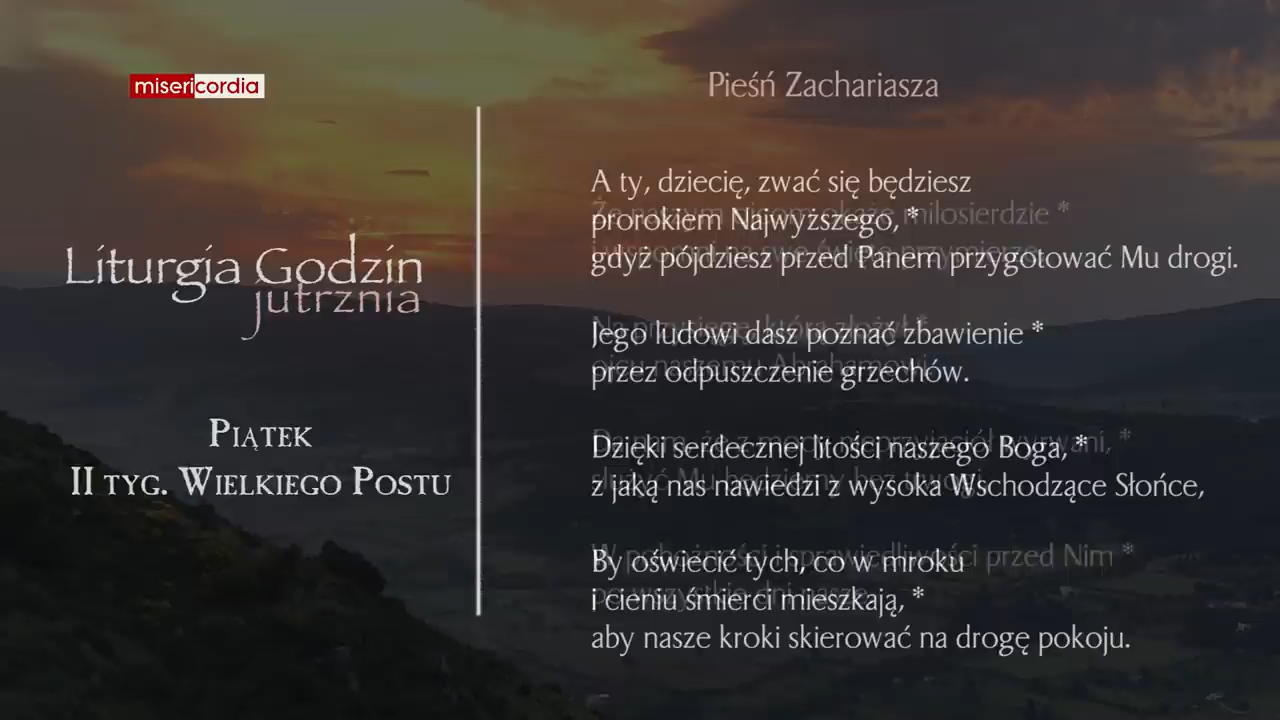 misericordia
Liturgia Godzin
jutrznia
Piątek
II tyg. Wielkiego Postu
Pieśń Zachariasza
A ty, dziecię, zwać się będziesz
prorokiem Najwyższego, *
gdyż pójdziesz przed Panem przygotować Mu drogi.
Jego ludowi dasz poznać zbawienie *
przez odpuszczenie grzechów.
Dzięki serdecznej litości naszego Boga, *
z jaką nas nawiedzi z wysoka Wschodzące Słońce,
By oświecić tych, co w mroku
i cieniu śmierci mieszkają, *
aby nasze kroki skierować na drogę pokoju.
miłosierdzie *
przed Nim *